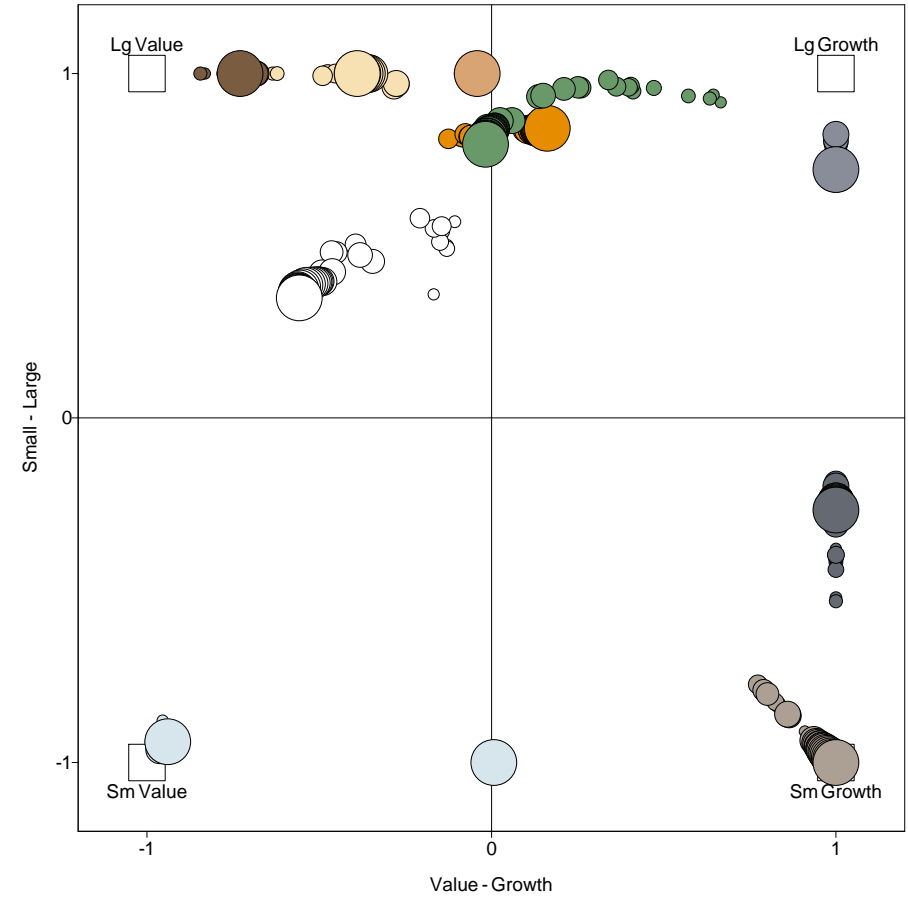 Lg Value
Lg Growth
1
Small - Large
0
-1
Sm Value
Sm Growth
-1
0
1
Value - Growth